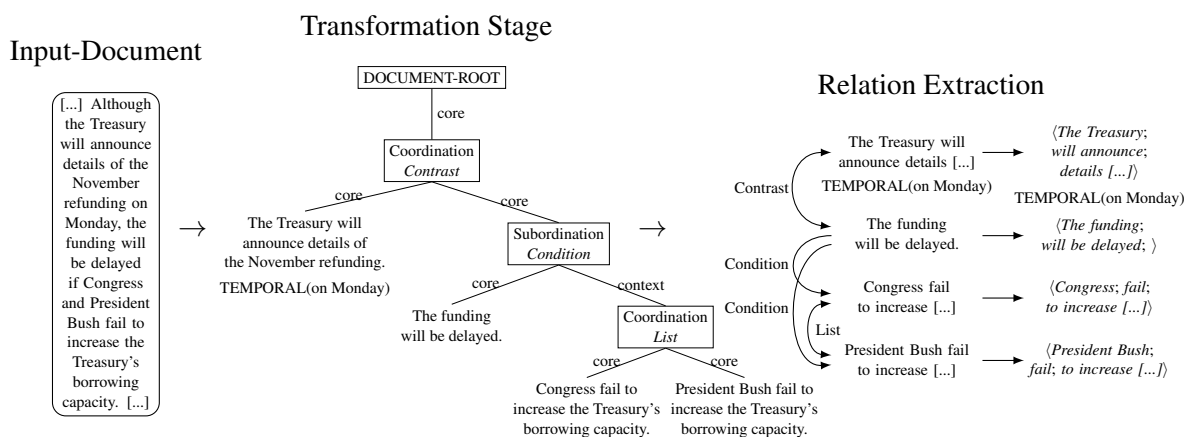 Input-Document
[...] Although
the Treasury
will announce
details of the
November
refunding on
Monday, the
funding will
be delayed
if Congress
and President
Bush fail to
increase the
Treasury's
borrowing
capacity. [...]
→
Transformation Stage
DOCUMENT-ROOT
core
Coordination
Contrast
core
core
The Treasury will
announce details of
the November refunding.
TEMPORAL(on Monday)
Subordination
Condition
core
context
The funding
will be delayed.
Coordination
List
core
core
Congress fail to
increase the Treasury's
borrowing capacity.
President Bush fail to
increase the Treasury's
borrowing capacity.
→
Relation Extraction
Contrast
Condition
Condition
List
The Treasury will
announce details [...]
TEMPORAL(on Monday)
The funding
will be delayed.
Congress fail
to increase [...]
President Bush fail
to increase [...]
⟨The Treasury;
will announce;
details [...]⟩
TEMPORAL(on Monday)
⟨The funding;
will be delayed; ⟩
⟨Congress; fail;
to increase [...]⟩
⟨President Bush;
fail; to increase [...]⟩